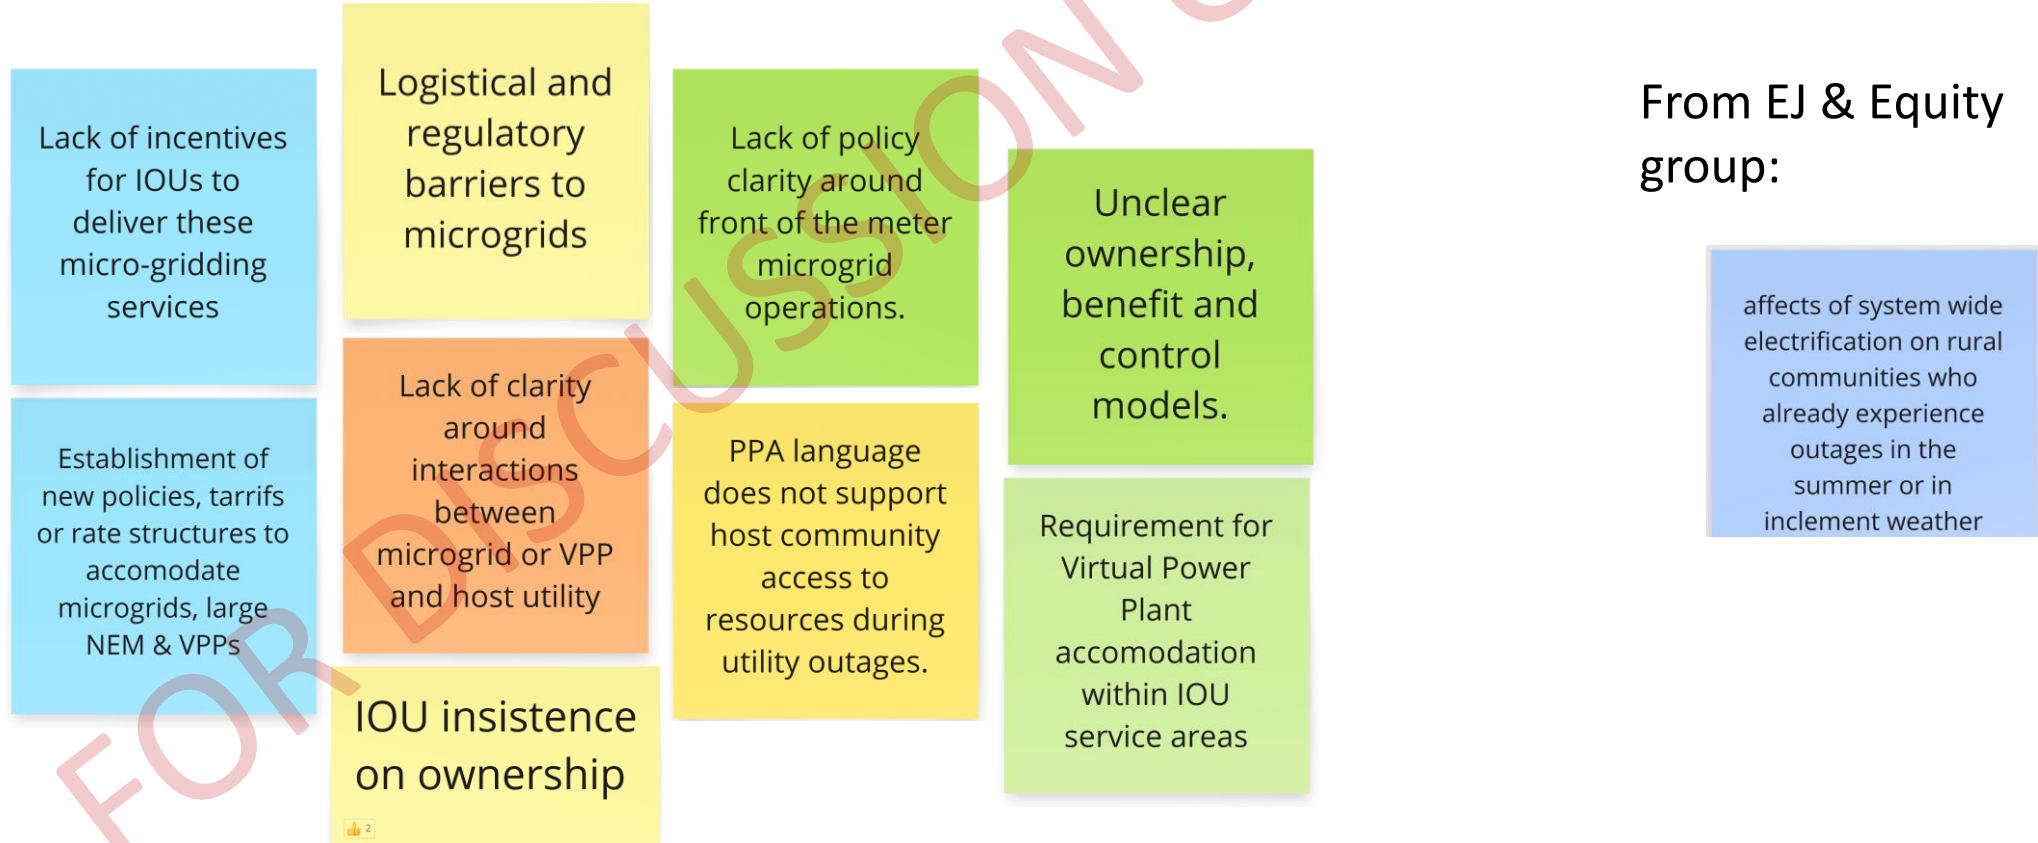 Lack of incentives
for IOUs to
deliver these
micro-gridding
services
Establishment of
new policies, tarrifs
or rate structures to
accomodate
microgrids, large
NEM & VPPs
Logistical and
regulatory
barriers to
microgrids
Lack of clarity
around
interactions
between
microgrid or VPP
and host utility
IOU insistence
on ownership
2
Lack of policy
clarity around
front of the meter
microgrid
operations.
PPA language
does not support
host community
access to
resources during
utility outages.
Unclear
ownership,
benefit and
control
models.
Requirement for
Virtual Power
Plant
accomodation
within IOU
service areas
From EJ & Equity
group:
affects of system wide
electrification on rural
communities who
already experience
outages in the
summer or in
inclement weather
FOR DISCUSSION